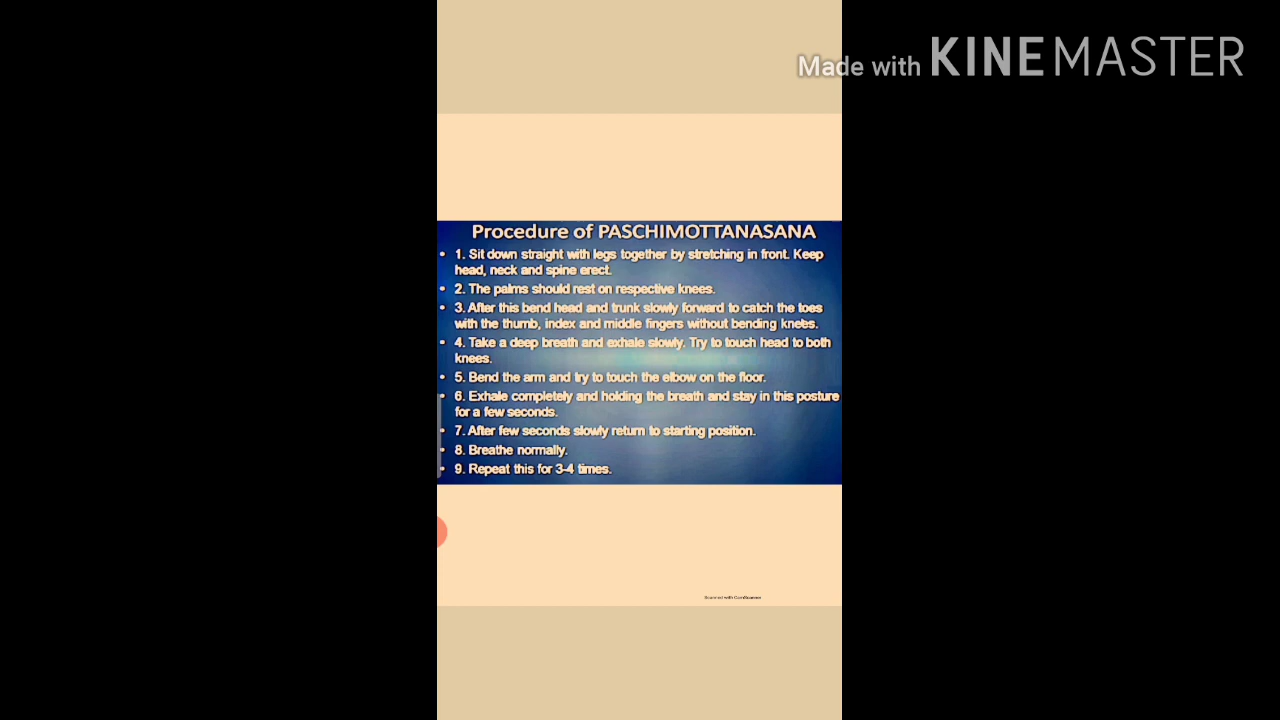 Made with KINEMASTER
Procedure of PASCHIMOTTANASANA
• 1. Sit down straight with legs together by stretching in front. Keep
head, neck and spine erect.
• 2. The palms should rest on respective knees.
• 3. After this bend head and trunk slowly forward to catch the toes
with the thumb, index and middle fingers without bending knees.
• 4. Take a deep breath and exhale slowly. Try to touch head to both
knees.
• 5. Bend the arm and try to touch the elbow on the floor.
• 6. Exhale completely and holding the breath and stay in this posture
for a few seconds.
• 7. After few seconds slowly return to starting position.
• 8. Breathe normally.
• 9. Repeat this for 3-4 times.
Scanned with CamScanner